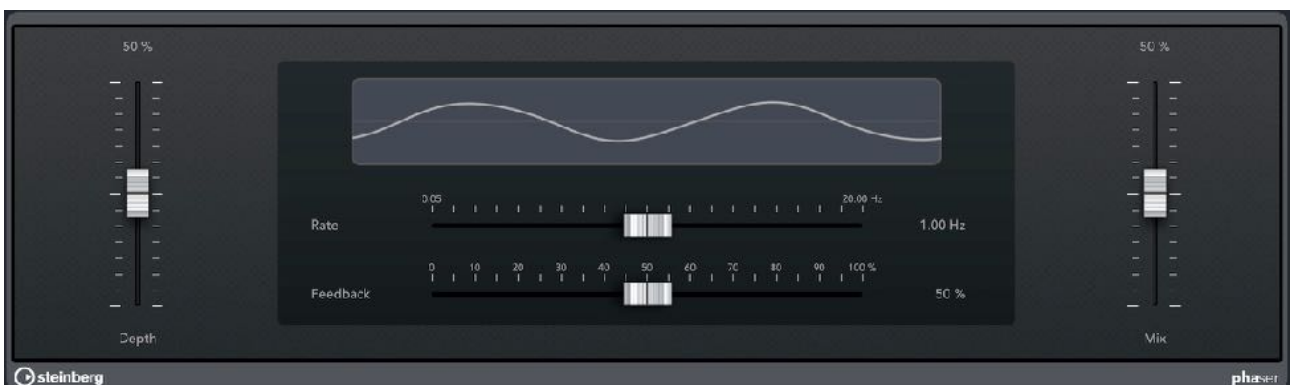 50 %
50 %
0.05
20.00 Hz
Rate
1.00 Hz
0 10 20 30 40 50 60 70 80 90 100 %
Feedback
50 %
Depth
Mix
steinberg
phaser